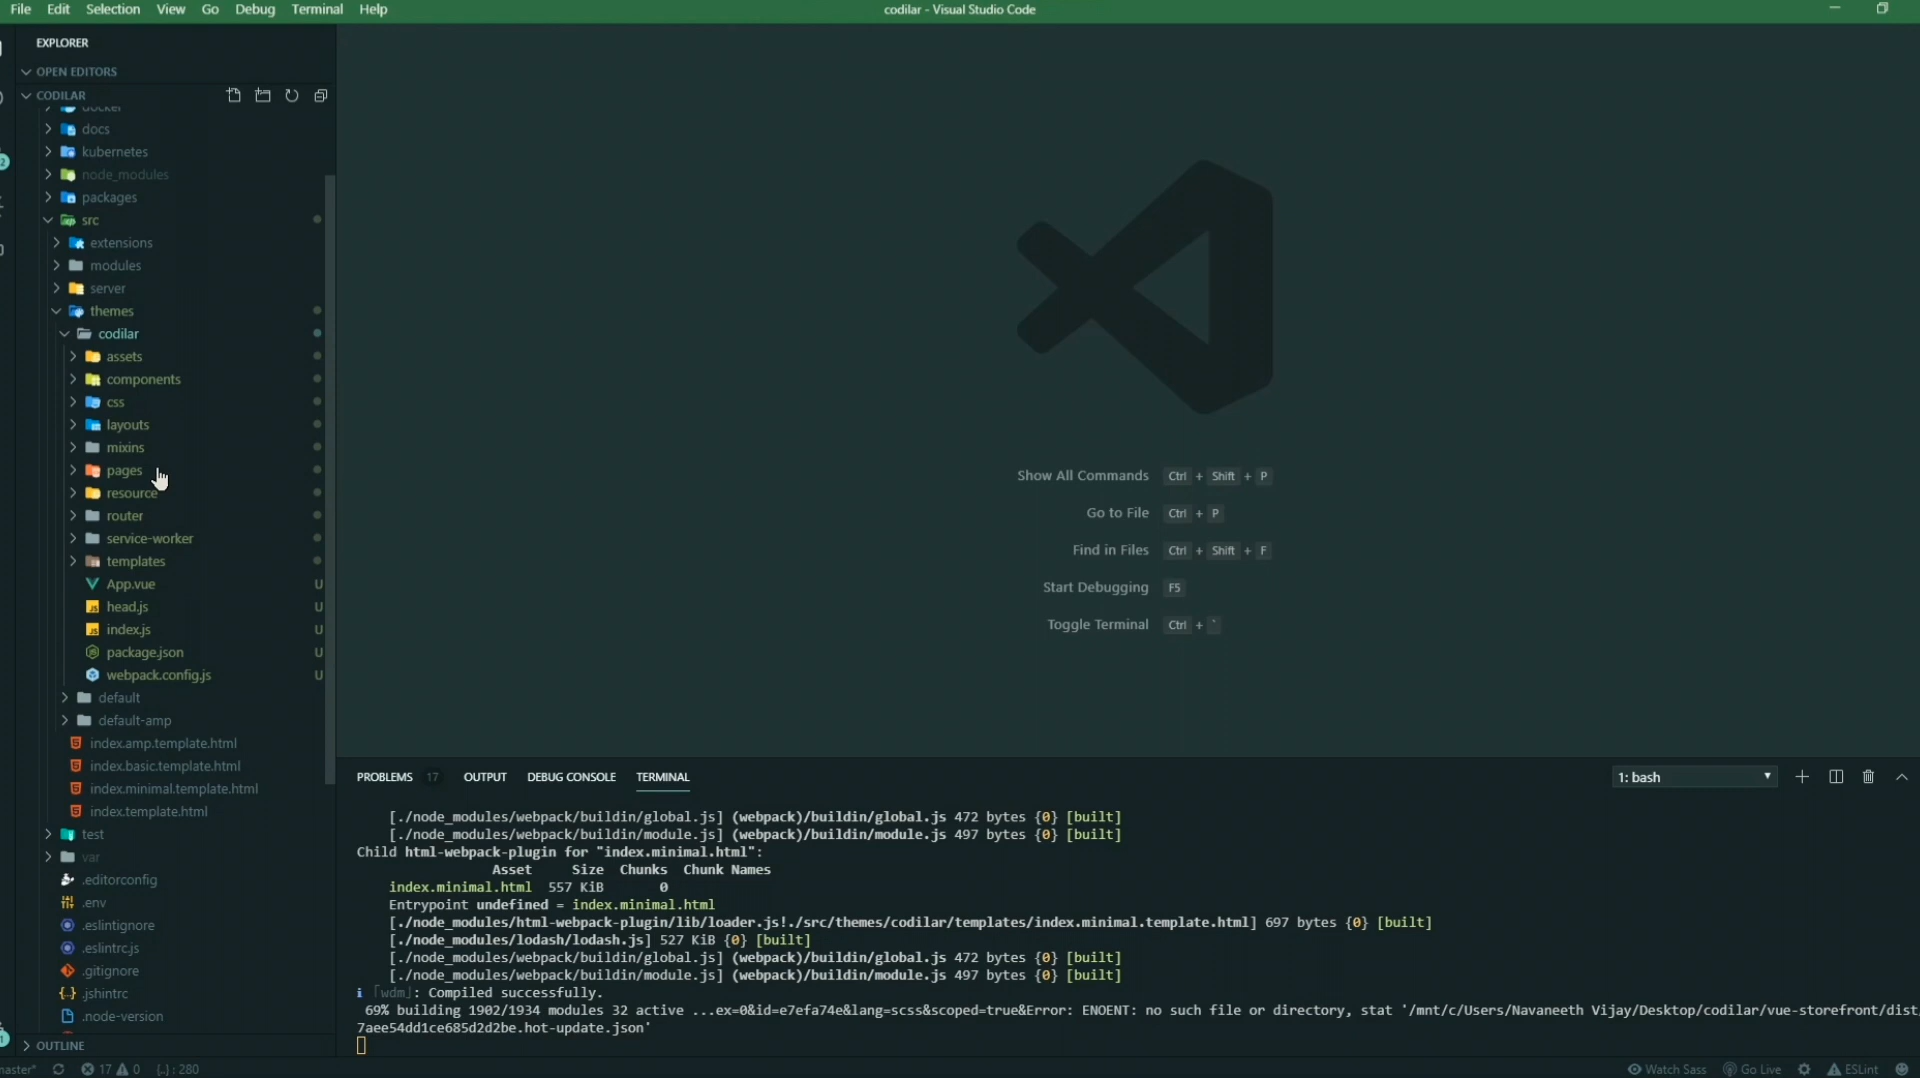 File Edit Selection View Go Debug Terminal Help
codilar - Visual Studio Code
EXPLORER
OPEN EDITORS
CODILAR
docker
docs
kubernetes
node_modules
packages
src
extensions
modules
server
themes
codilar
assets
components
css
layouts
mixins
pages
resource
router
service-worker
templates
App.vue U
head.js U
index.js U
package.json U
webpack.config.js U
default
default-amp
index.amp.template.html
index.basic.template.html
index.minimal.template.html
index.template.html
test
var
.editorconfig
.env
.eslintignore
.eslintrc.js
.gitignore
.jshintrc
.node-version
OUTLINE
Show All Commands Ctrl + Shift + P
Go to File Ctrl + P
Find in Files Ctrl + Shift + F
Start Debugging F5
Toggle Terminal Ctrl + `
PROBLEMS 17 OUTPUT DEBUG CONSOLE TERMINAL
1: bash
[./node_modules/webpack/buildin/global.js] (webpack)/buildin/global.js 472 bytes {0} [built]
[./node_modules/webpack/buildin/module.js] (webpack)/buildin/module.js 497 bytes {0} [built]
Child html-webpack-plugin for "index.minimal.html":
Asset Size Chunks Chunk Names
index.minimal.html 557 KiB 0
Entrypoint undefined = index.minimal.html
[./node_modules/html-webpack-plugin/lib/loader.js!./src/themes/codilar/templates/index.minimal.template.html] 697 bytes {0} [built]
[./node_modules/lodash/lodash.js] 527 KiB {0} [built]
[./node_modules/webpack/buildin/global.js] (webpack)/buildin/global.js 472 bytes {0} [built]
[./node_modules/webpack/buildin/module.js] (webpack)/buildin/module.js 497 bytes {0} [built]
i ｢wdm｣: Compiled successfully.
69% building 1902/1934 modules 32 active ...ex=0&id=e7efa74e&lang=scss&scoped=true&Error: ENOENT: no such file or directory, stat '/mnt/c/Users/Navaneeth Vijay/Desktop/codilar/vue-storefront/dist
7aee54dd1ce685d2d2be.hot-update.json'
master* 17 0 {..} : 280
Watch Sass Go Live ESLint